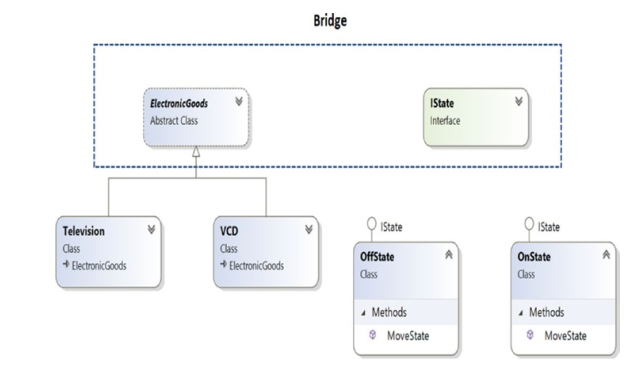 Bridge
ElectronicGoods
Abstract Class
IState
Interface
Television
Class
ElectronicGoods
VCD
Class
ElectronicGoods
IState
OffState
Class
Methods
MoveState
IState
OnState
Class
Methods
MoveState